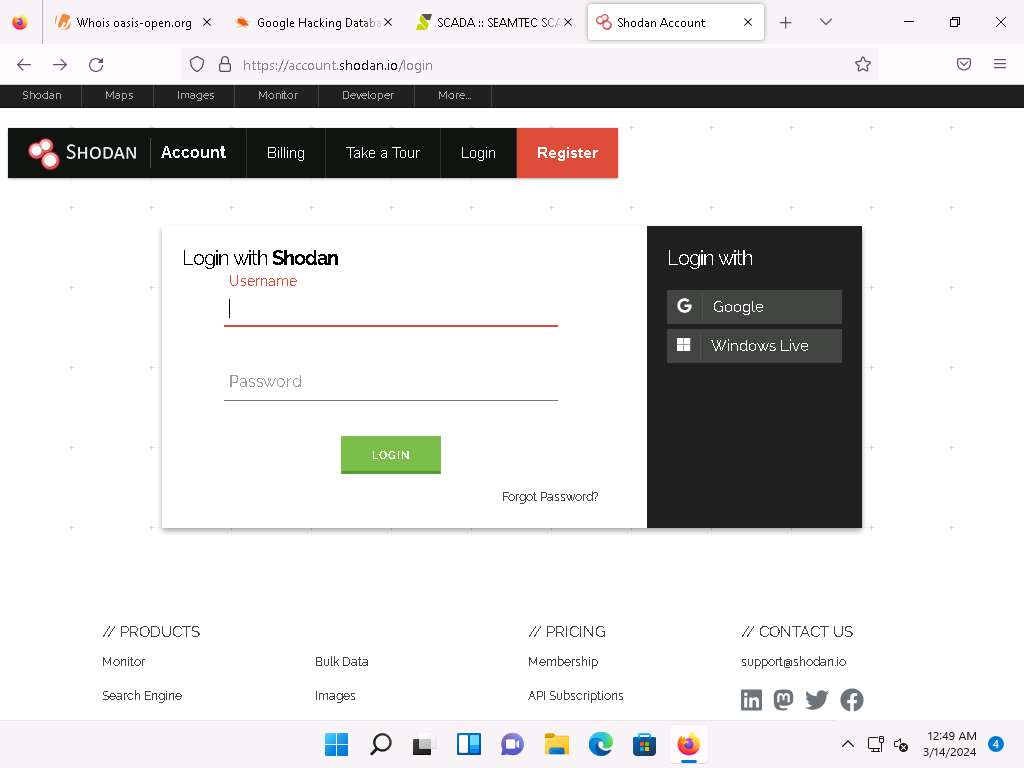 Whois oasis-open.org
Google Hacking Databa
SCADA :: SEAMTEC SCA
Shodan Account
https://account.shodan.io/login
Shodan Maps Images Monitor Developer More...
SHODAN Account Billing Take a Tour Login Register
Login with Shodan
Username
Password
LOGIN
Forgot Password?
Login with
Google
Windows Live
// PRODUCTS
Monitor
Bulk Data
Search Engine
Images
// PRICING
Membership
API Subscriptions
// CONTACT US
support@shodan.io
12:49 AM
3/14/2024
4